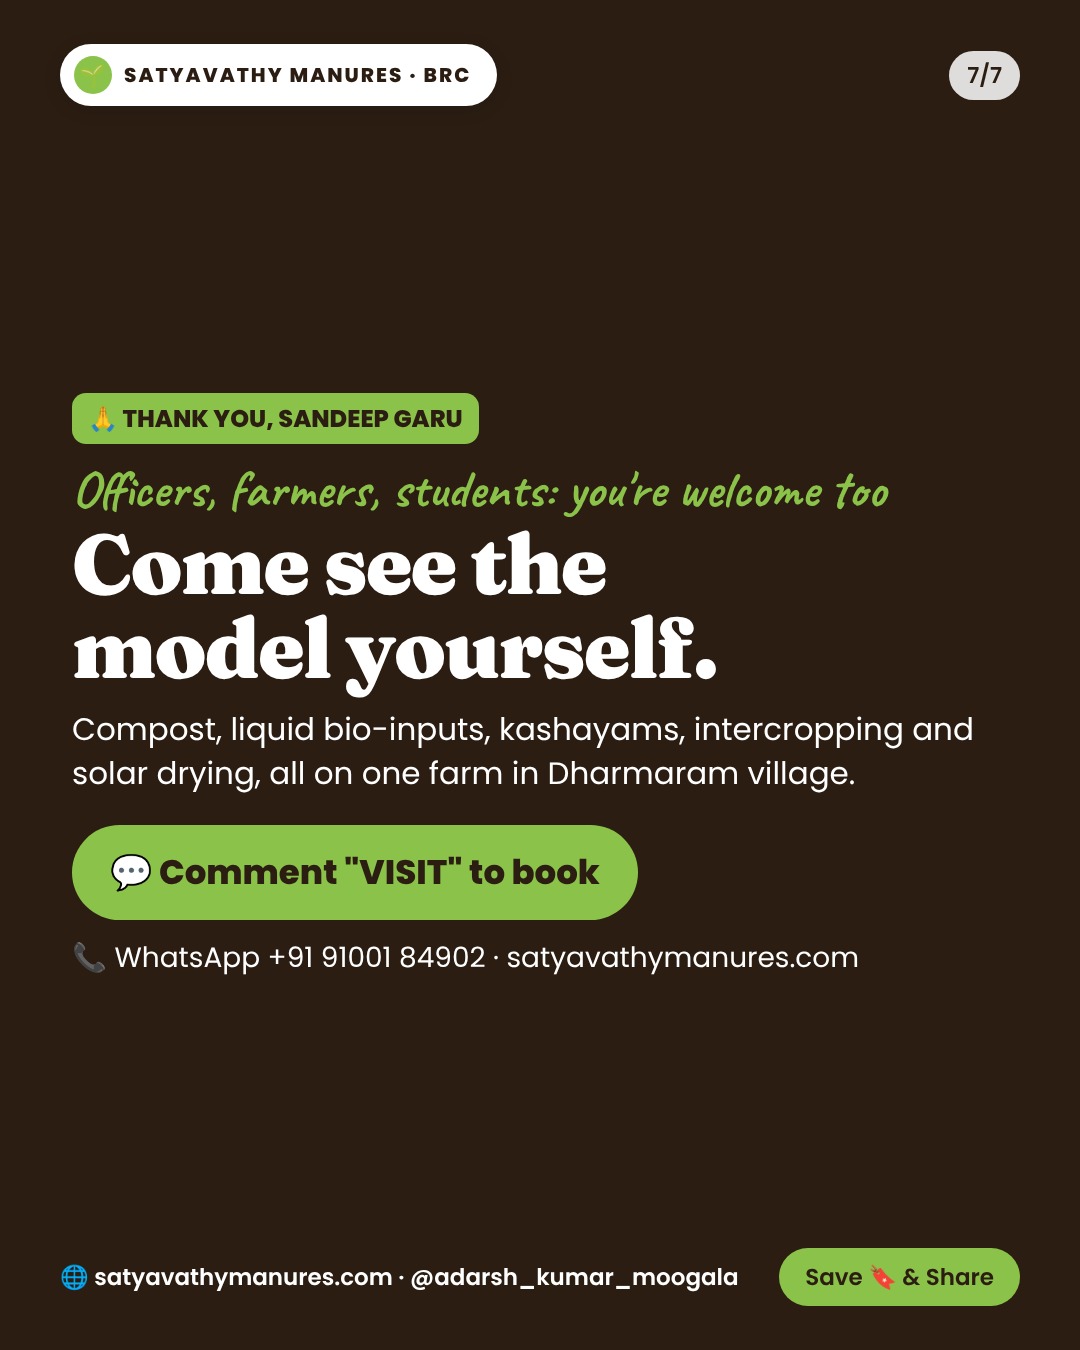 SATYAVATHY MANURES · BRC
7/7
🙏 THANK YOU, SANDEEP GARU
Officers, farmers, students: you're welcome too
Come see the
model yourself.
Compost, liquid bio-inputs, kashayams, intercropping and
solar drying, all on one farm in Dharmaram village.
💬 Comment "VISIT" to book
📞 WhatsApp +91 91001 84902 · satyavathymanures.com
🌐 satyavathymanures.com · @adarsh_kumar_moogala
Save 🔖 & Share